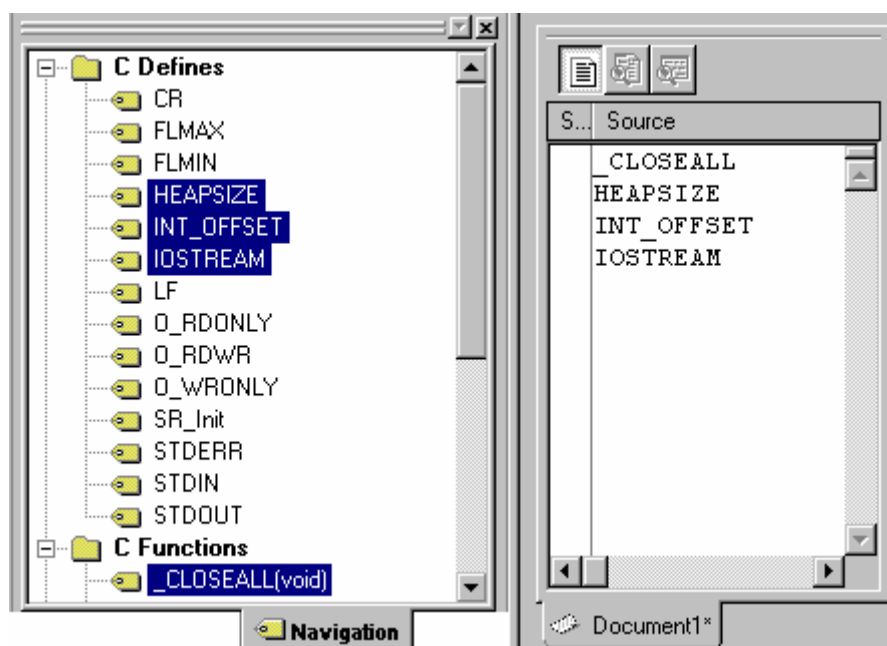 C Defines
CR
FLMAX
FLMIN
HEAPSIZE
INT_OFFSET
IOSTREAM
LF
O_RDONLY
O_RDWR
O_WRONLY
SR_Init
STDERR
STDIN
STDOUT
C Functions
_CLOSEALL(void)
Navigation
S... Source
_CLOSEALL
HEAPSIZE
INT_OFFSET
IOSTREAM
Document1*